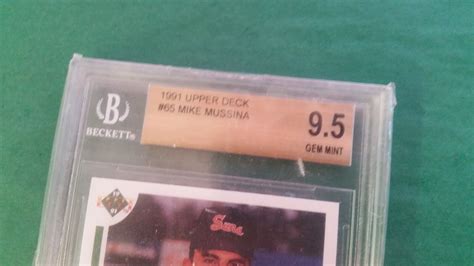 1991 UPPER DECK
#65 MIKE MUSSINA
9.5
GEM MINT
B
BECKETT®
Suns